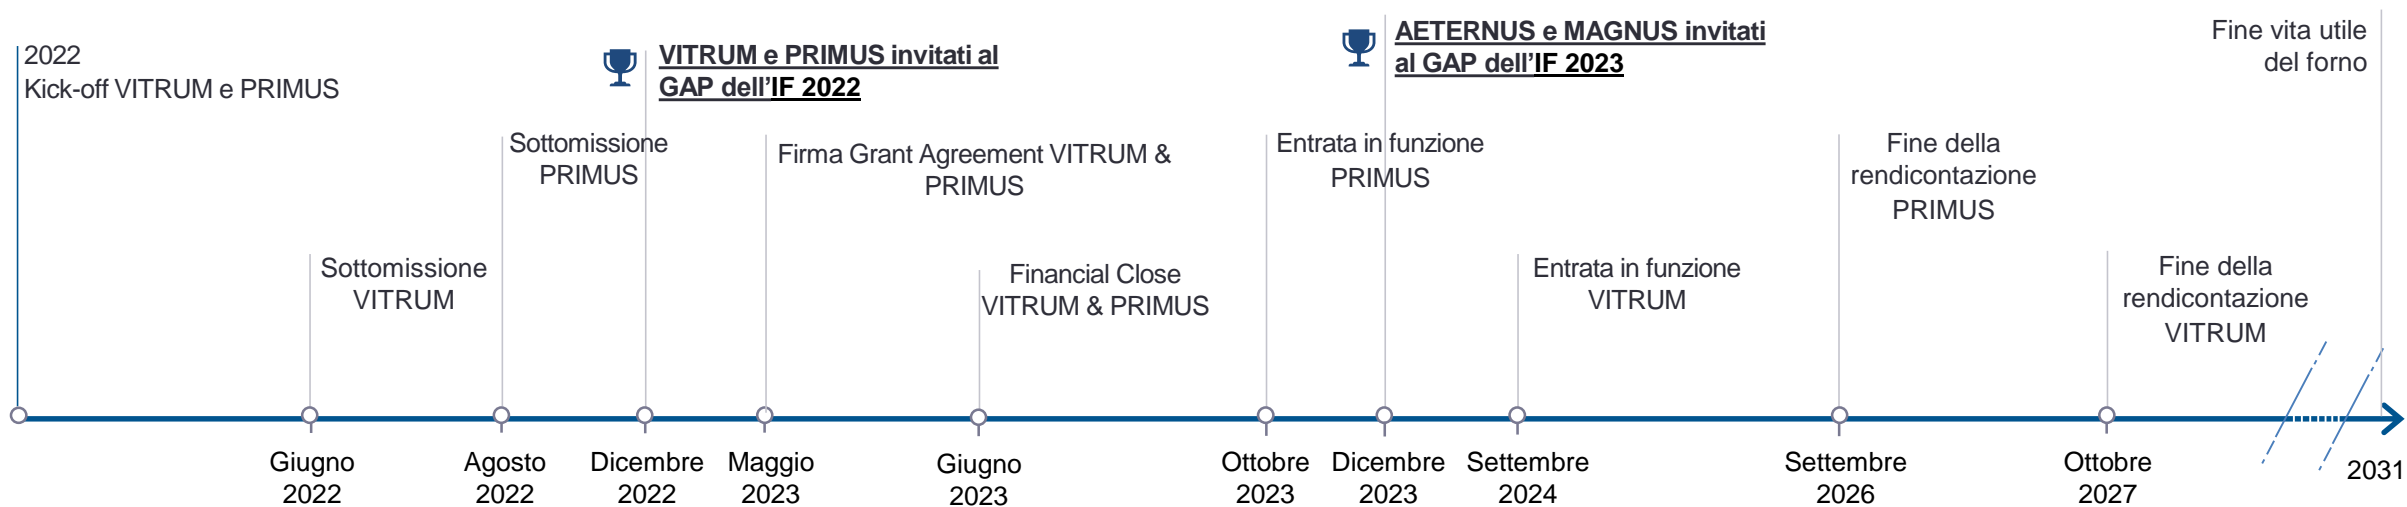 2022
Kick-off VITRUM e PRIMUS
VITRUM e PRIMUS invitati al
GAP dell'IF 2022
AETERNUS e MAGNUS invitati
al GAP dell'IF 2023
Fine vita utile
del forno
Sottomissione
PRIMUS
Firma Grant Agreement VITRUM &
PRIMUS
Entrata in funzione
PRIMUS
Fine della
rendicontazione
PRIMUS
Sottomissione
VITRUM
Financial Close
VITRUM & PRIMUS
Entrata in funzione
VITRUM
Fine della
rendicontazione
VITRUM
Giugno
2022
Agosto
2022
Dicembre
2022
Maggio
2023
Giugno
2023
Ottobre
2023
Dicembre
2023
Settembre
2024
Settembre
2026
Ottobre
2027
2031